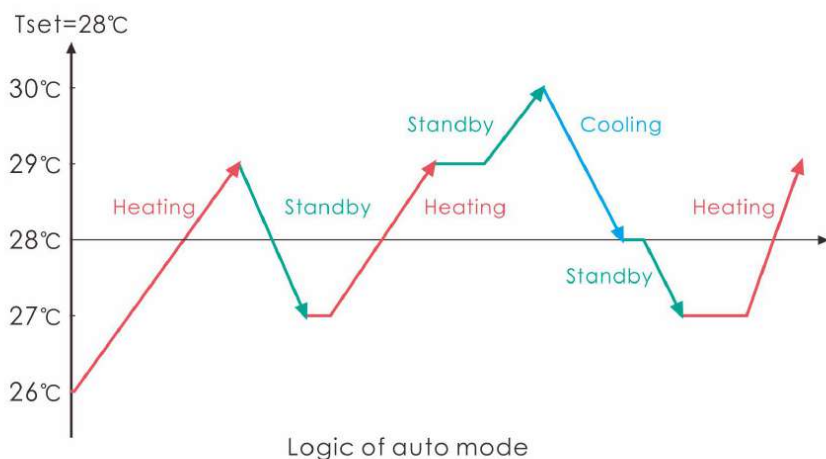 Tset=28℃
30℃
Standby
Cooling
29℃
Heating
Standby
Heating
Heating
28℃
Standby
27℃
26℃
Logic of auto mode